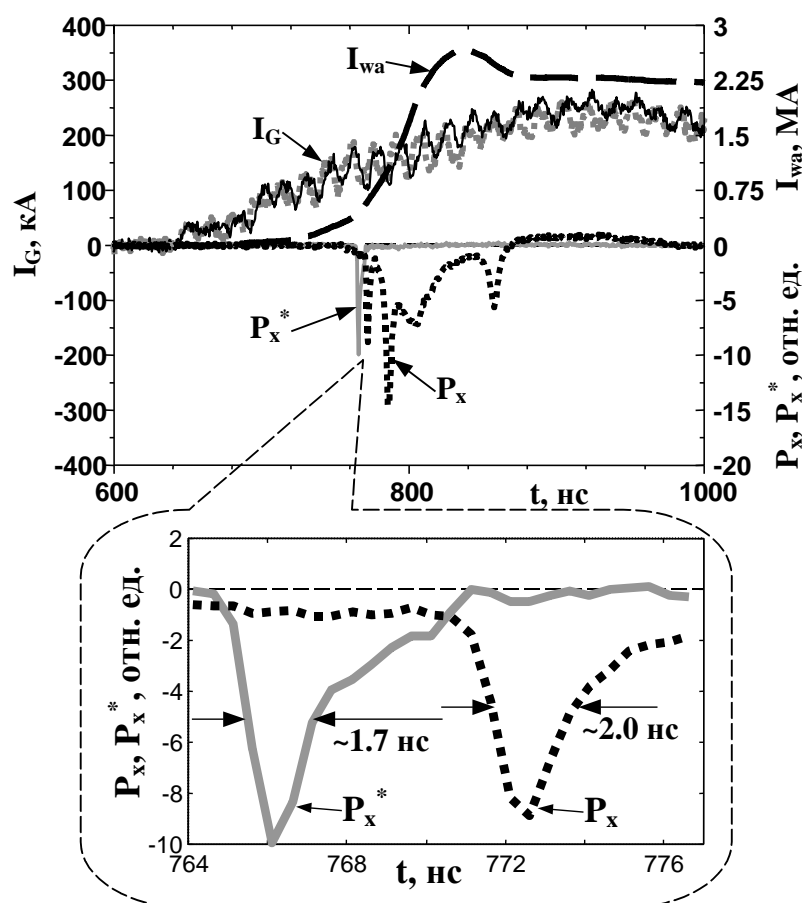 400
300
200
100
0
-100
-200
-300
-400
I_G, кА
3
2.25
1.5
0.75
0
-5
-10
-15
-20
I_wa, МА
P_x, P_x^*, отн. ед.
I_wa
I_G
P_x^*
P_x
600
800
t, нс
1000
2
0
-2
-4
-6
-8
-10
P_x, P_x^*, отн. ед.
~1.7 нс
~2.0 нс
P_x^*
P_x
764
768
772
776
t, нс